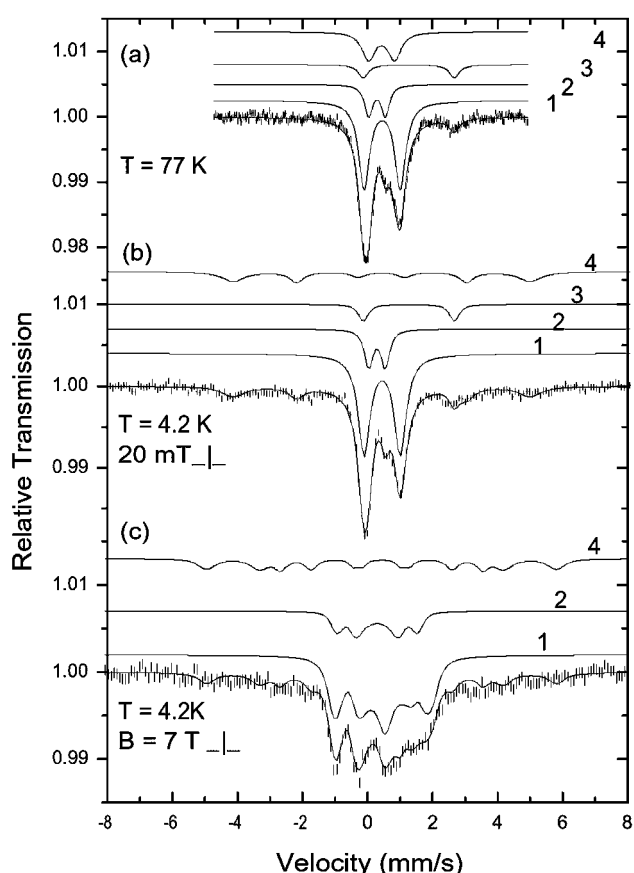 1.015
(a)
4
3
2
1
1.00
T = 77 K
0.99
0.98
(b)
4
3
1.01
2
1
1.00
T = 4.2 K
20 mT_|_
0.99
(c)
4
1.01
2
1
1.00
T = 4.2K
B = 7 T _|_
0.99
-8 -6 -4 -2 0 2 4 6 8
Velocity (mm/s)
Relative Transmission